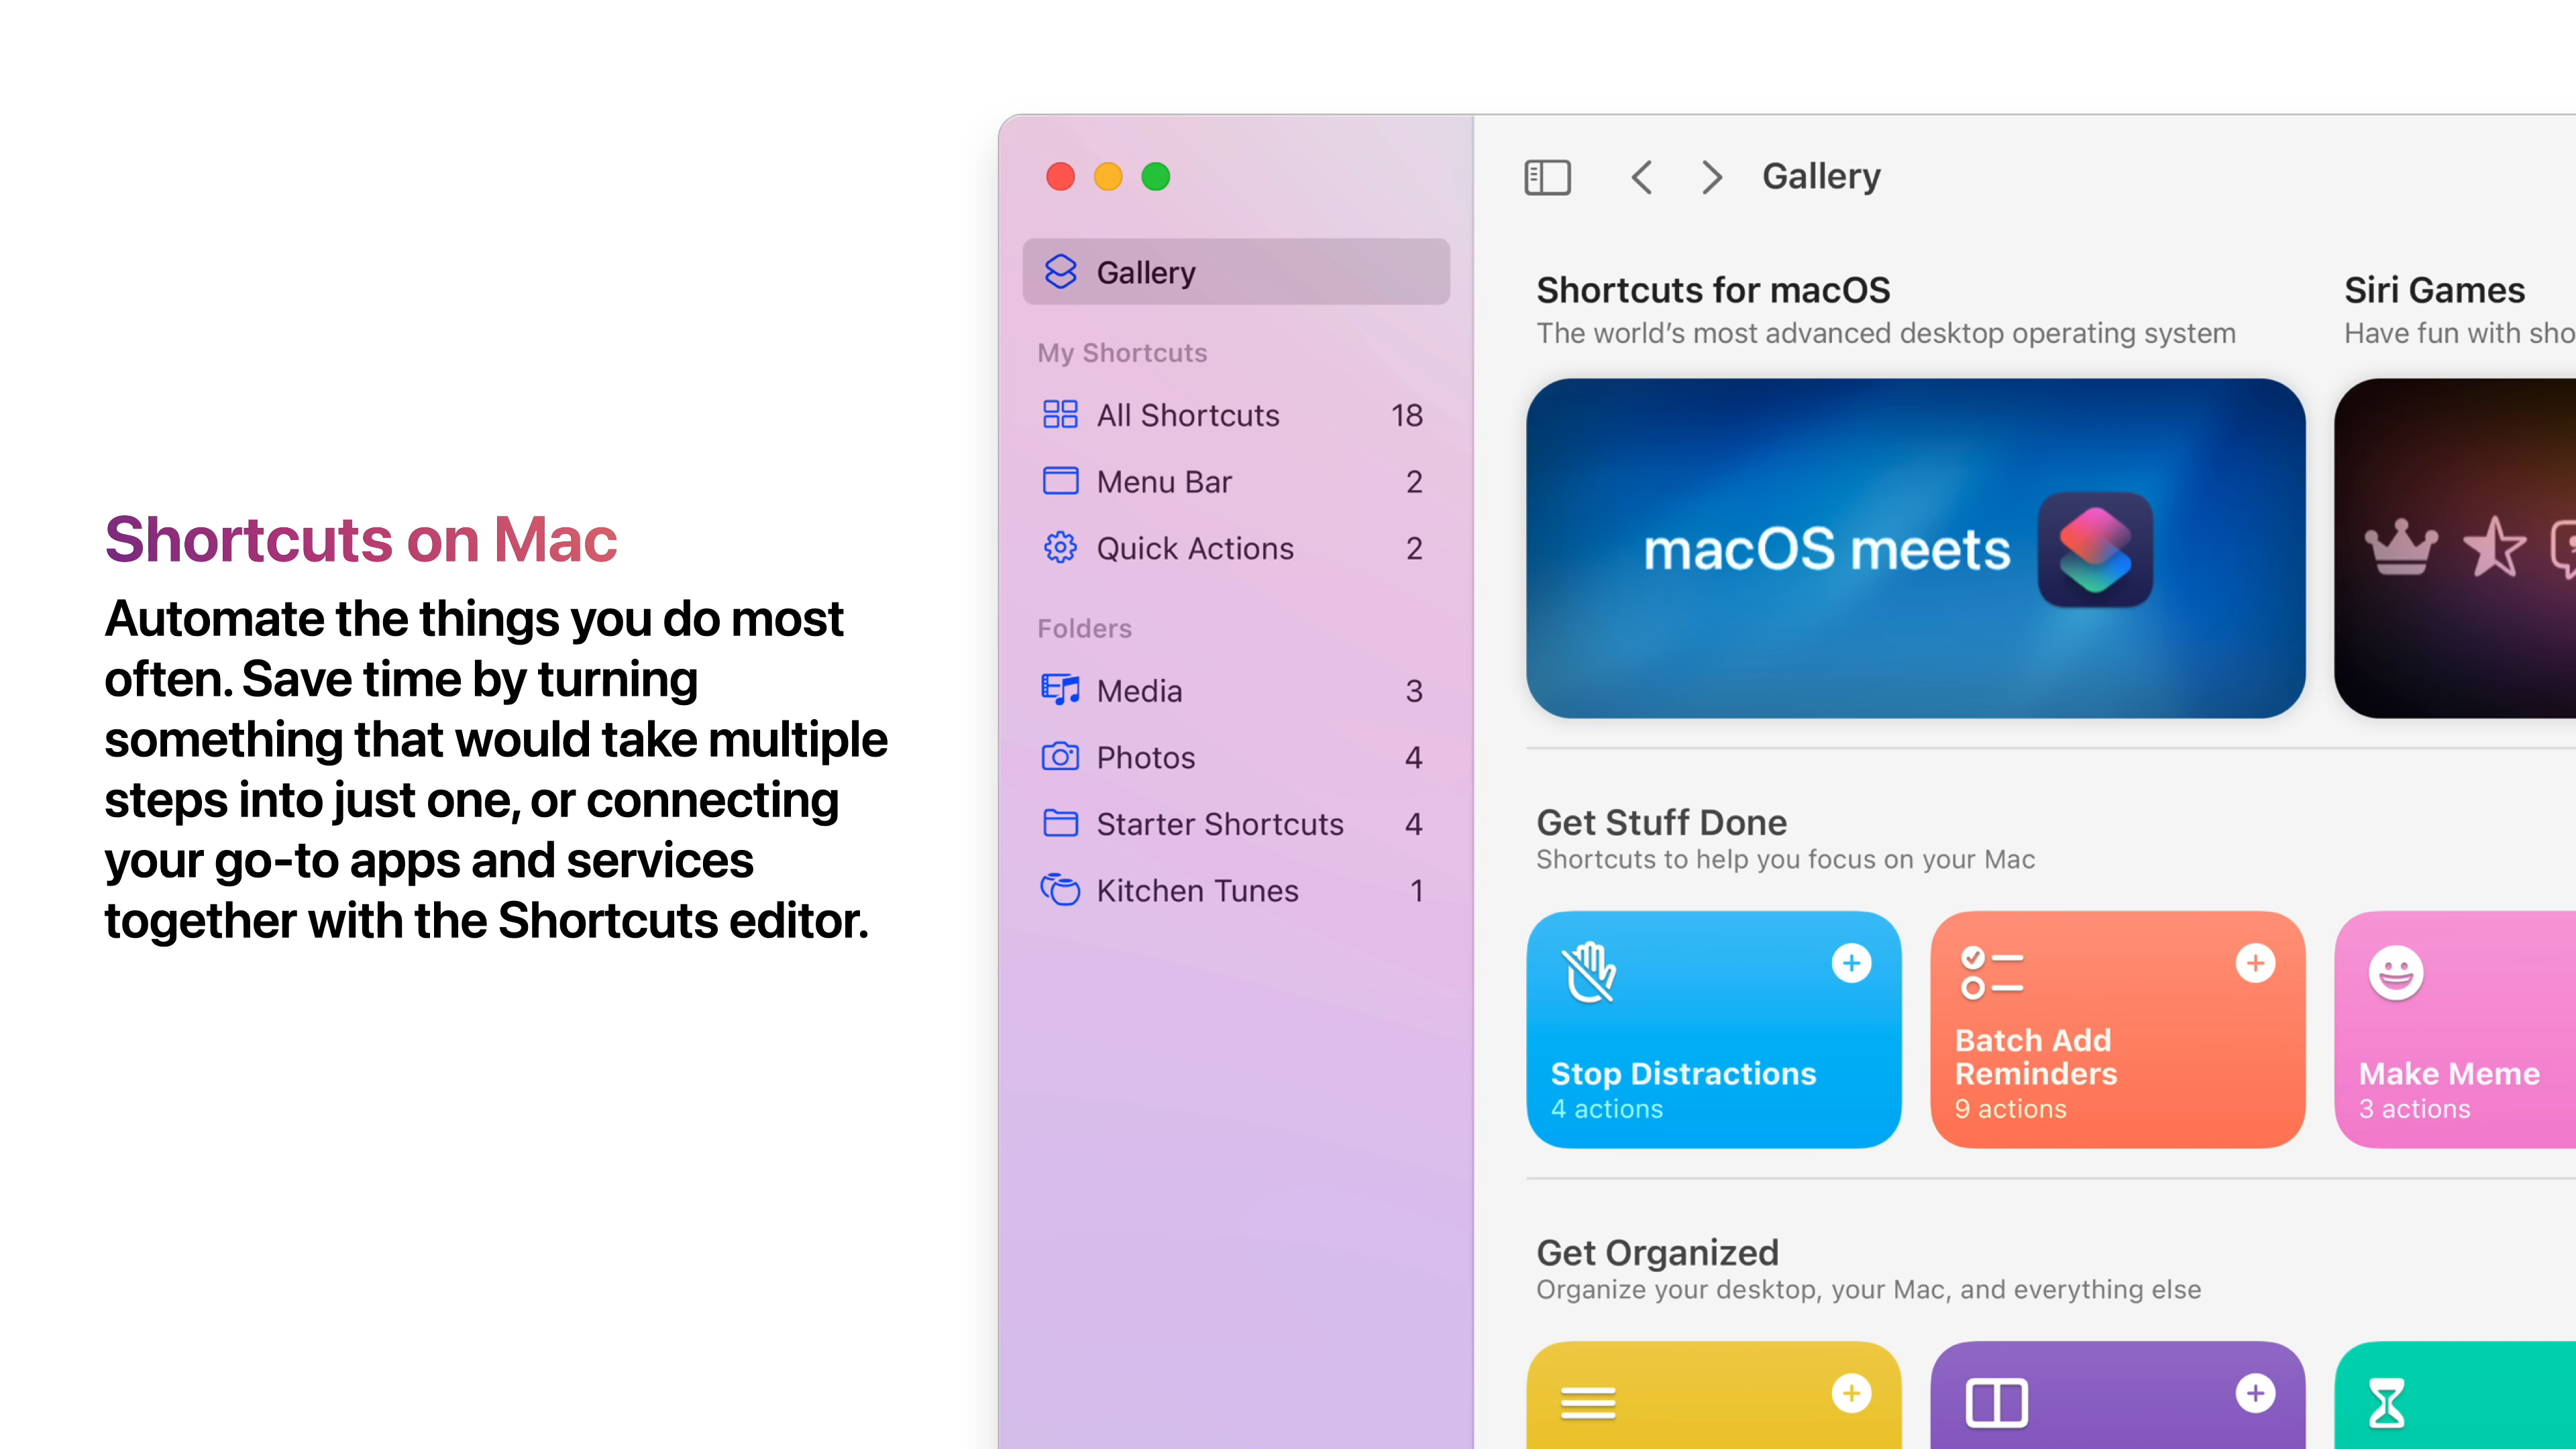 Shortcuts on Mac
Automate the things you do most
often. Save time by turning
something that would take multiple
steps into just one, or connecting
your go-to apps and services
together with the Shortcuts editor.
Gallery
My Shortcuts
All Shortcuts 18
Menu Bar 2
Quick Actions 2
Folders
Media 3
Photos 4
Starter Shortcuts 4
Kitchen Tunes 1
Gallery
Shortcuts for macOS
The world’s most advanced desktop operating system
macOS meets
Siri Games
Have fun with
Get Stuff Done
Shortcuts to help you focus on your Mac
Stop Distractions
4 actions
Batch Add
Reminders
9 actions
Make Meme
3 actions
Get Organized
Organize your desktop, your Mac, and everything else